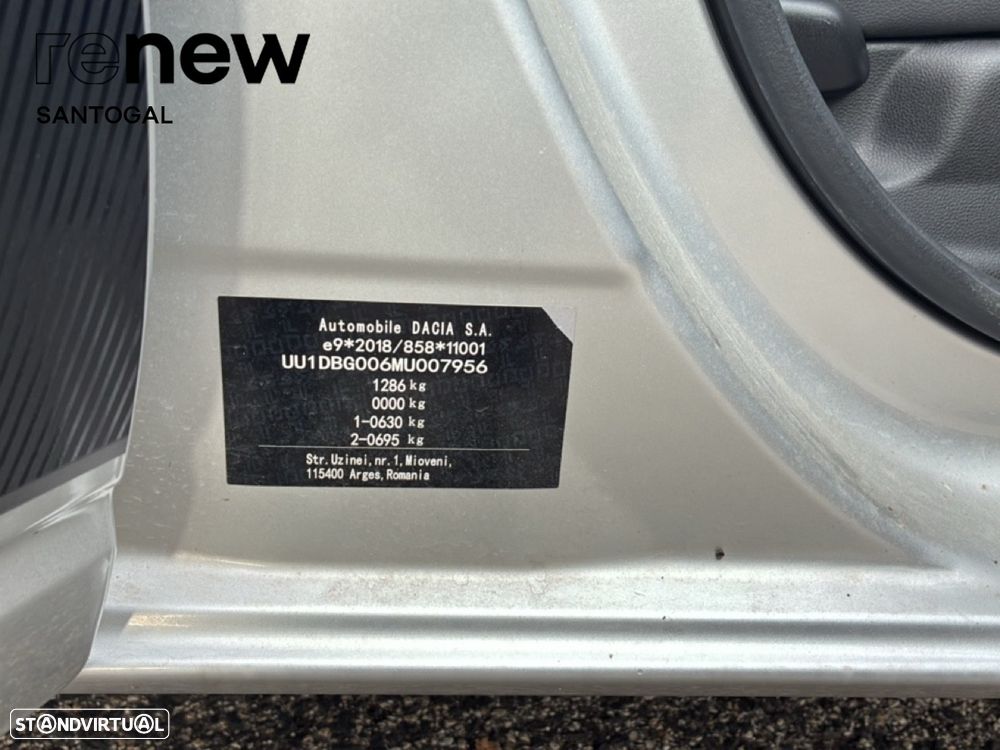 renew
SANTOGAL
Automobile DACIA S.A.
e9*2018/858*11001
UU1DBG006MU007956
1286 kg
0000 kg
1-0630 kg
2-0695 kg
Str. Uzinei, nr. 1, Mioveni,
115400 Arges, Romania
STANDVIRTUAL